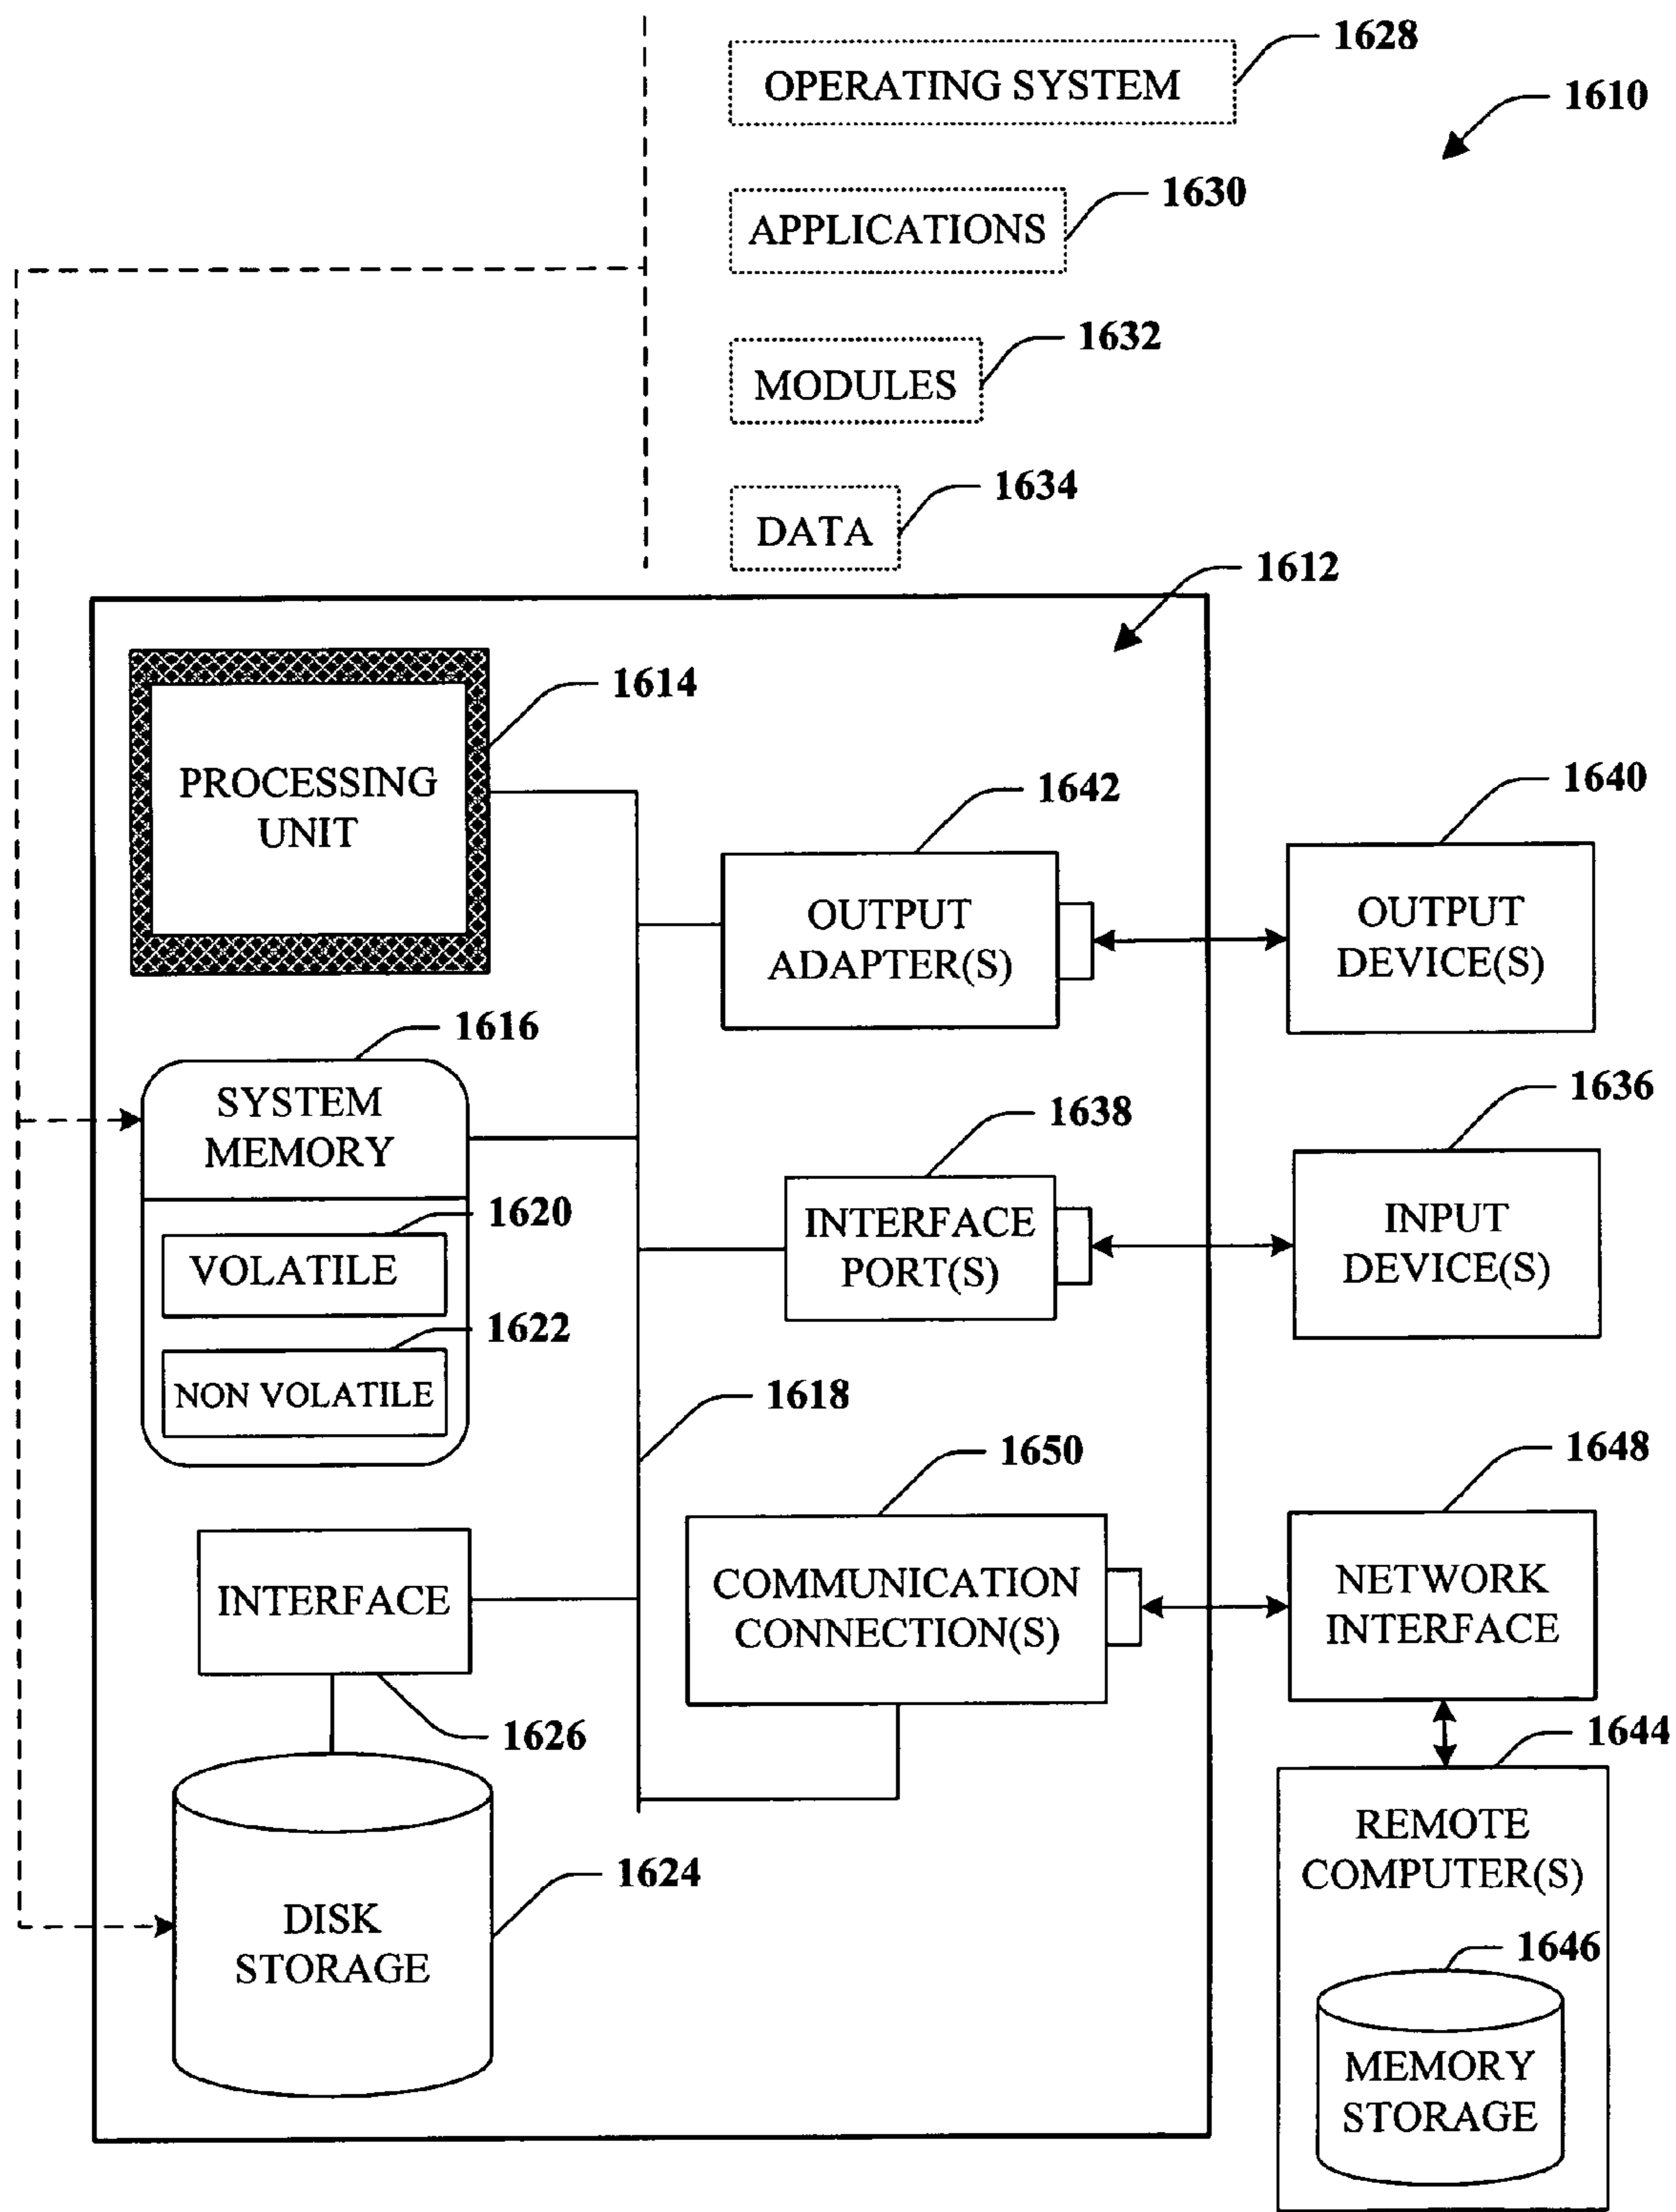 1628
OPERATING SYSTEM
1610
1630
APPLICATIONS
1632
MODULES
1634
DATA
1612
1614
PROCESSING
UNIT
1642
OUTPUT
ADAPTER(S)
1640
OUTPUT
DEVICE(S)
1616
SYSTEM
MEMORY
1620
VOLATILE
1622
NON VOLATILE
1638
INTERFACE
PORT(S)
1636
INPUT
DEVICE(S)
1618
1650
COMMUNICATION
CONNECTION(S)
1648
NETWORK
INTERFACE
INTERFACE
1626
1624
DISK
STORAGE
1644
REMOTE
COMPUTER(S)
1646
MEMORY
STORAGE